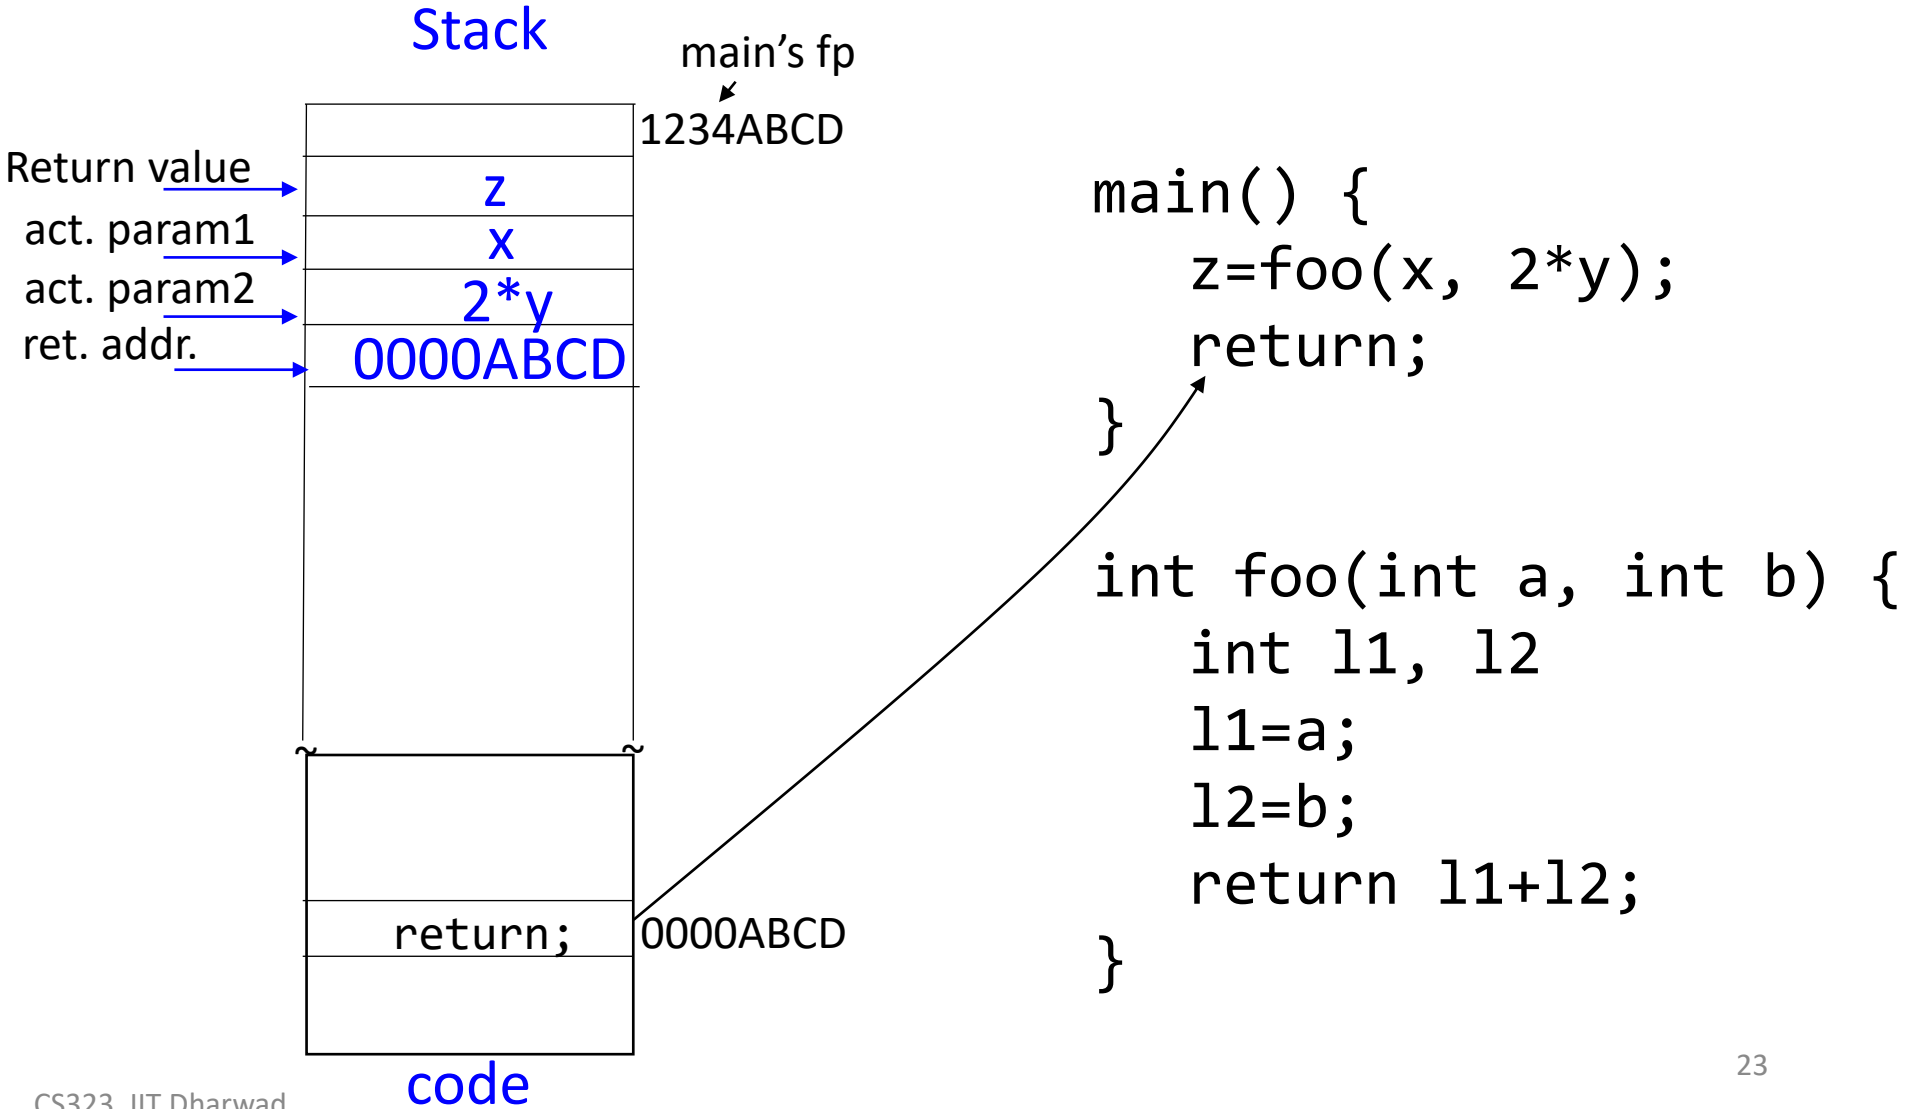 Stack
main's fp
1234ABCD
Return value
z
act. param1
x
act. param2
2*y
ret. addr.
0000ABCD
return;
0000ABCD
code
main() {
z=foo(x, 2*y);
return;
}
int foo(int a, int b) {
int l1, l2
l1=a;
l2=b;
return l1+l2;
}
CS323, IIT Dharwad
23